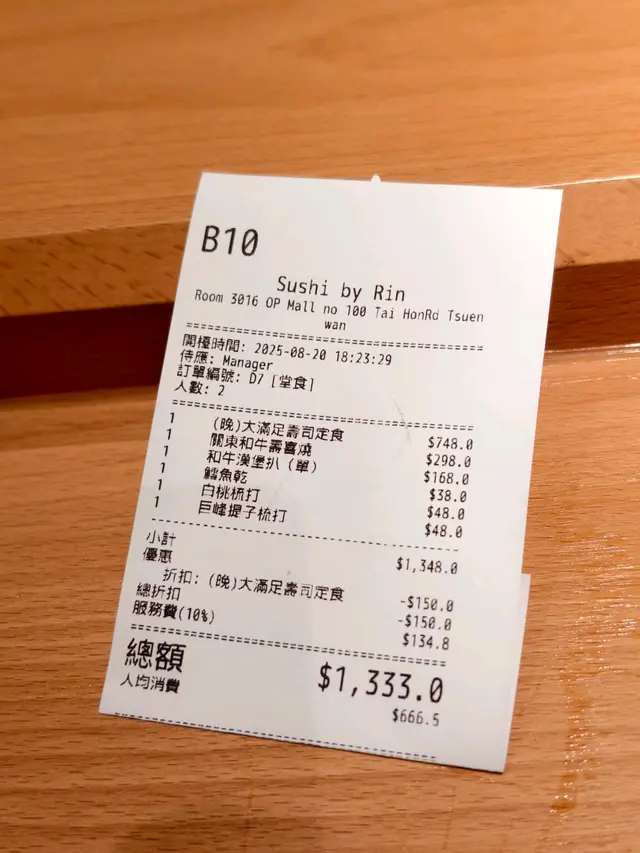 B10
Sushi by Rin
Room 3016 OP Mall no 100 Tai HonRd Tsuen
wan
開檯時間: 2025-08-20 18:23:29
侍應: Manager
訂單編號: D7 [堂食]
人數: 2
1 (晚)大滿足壽司定食 $748.0
1 關東和牛壽喜燒 $298.0
1 和牛漢堡扒（單） $168.0
1 鱈魚乾 $38.0
1 白桃梳打 $48.0
1 巨峰提子梳打 $48.0
小計 $1,348.0
優惠
折扣: (晚)大滿足壽司定食 -$150.0
總折扣 -$150.0
服務費(10%) $134.8
總額 $1,333.0
人均消費 $666.5